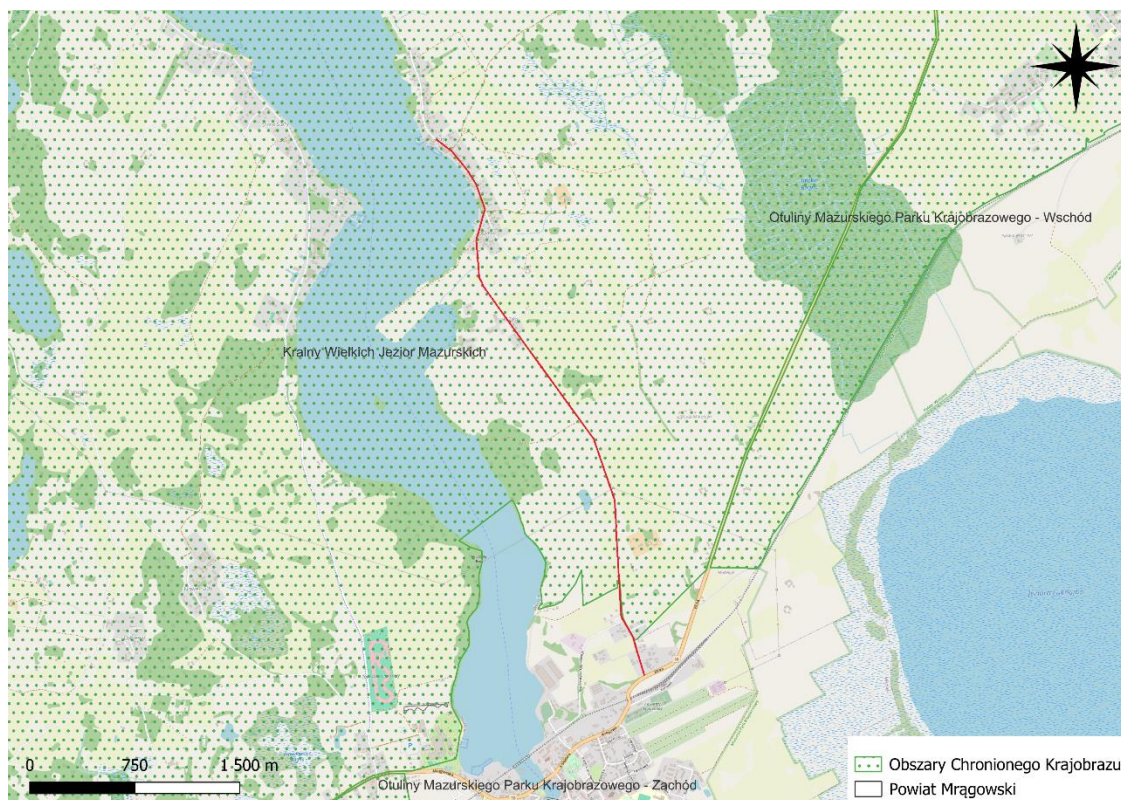 Otuliny Mazurskiego Parku Krajobrazowego - Wschód
Krainy Wielkich Jezior Mazurskich
Otuliny Mazurskiego Parku Krajobrazowego - Zachód
0 750 1 500 m
Obszary Chronionego Krajobrazu
Powiat Mrągowski